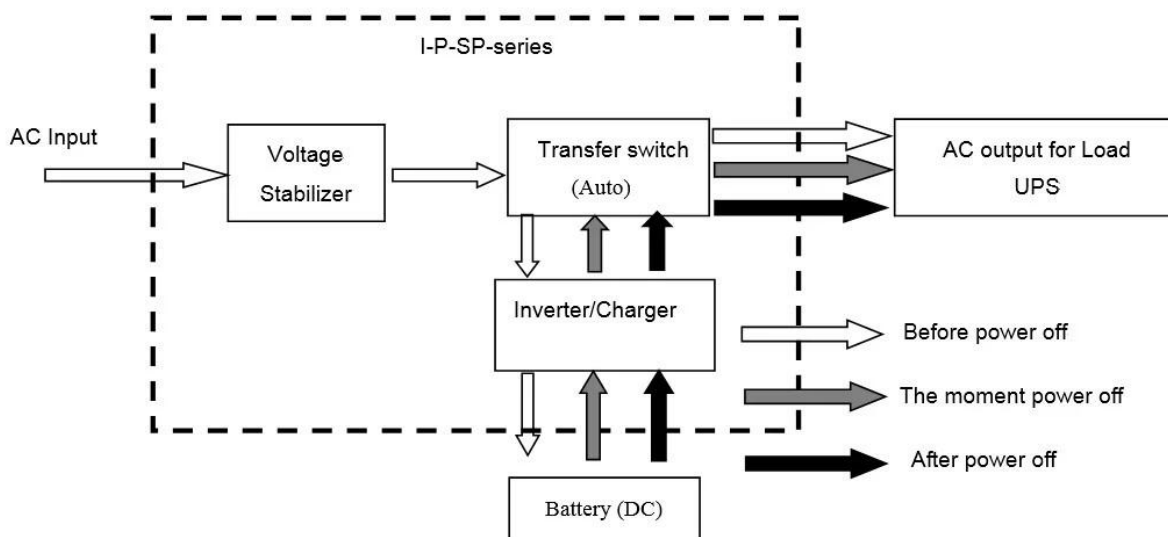 I-P-SP-series
AC Input
Voltage
Stabilizer
Transfer switch
(Auto)
AC output for Load
UPS
Inverter/Charger
Before power off
The moment power off
After power off
Battery (DC)